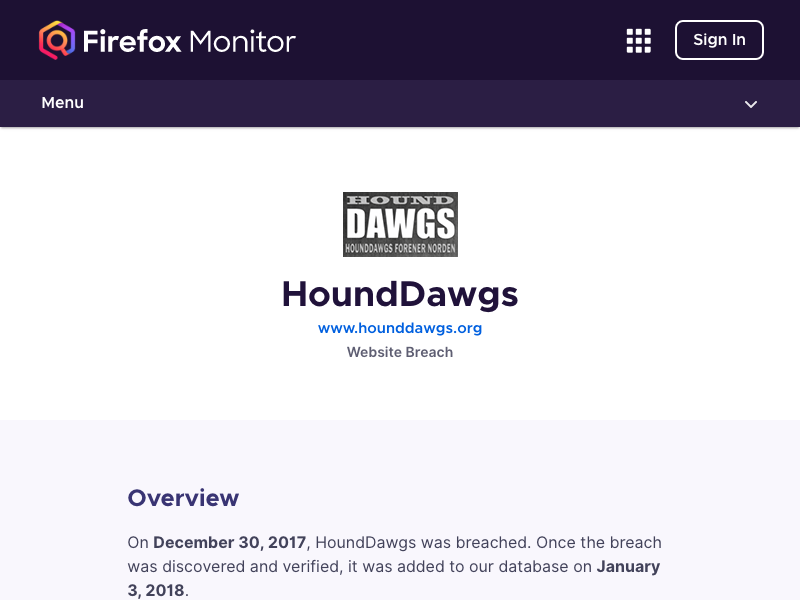 Firefox Monitor
Sign In
Menu
HOUND
DAWGS
HOUNDDAWGS FORENER NORDEN
HoundDawgs
www.hounddawgs.org
Website Breach
Overview
On December 30, 2017, HoundDawgs was breached. Once the breach
was discovered and verified, it was added to our database on January
3, 2018.